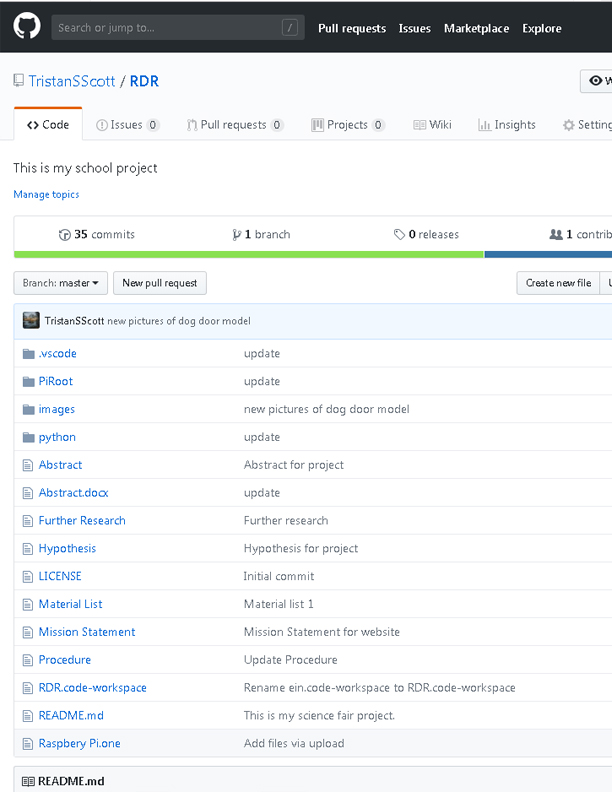 Search or jump to... / Pull requests Issues Marketplace Explore
TristanSScott / RDR
Code Issues 0 Pull requests 0 Projects 0 Wiki Insights Setting
This is my school project
Manage topics
35 commits 1 branch 0 releases 1 contrib
Branch: master New pull request Create new file
TristanSScott new pictures of dog door model
.vscode update
PiRoot update
images new pictures of dog door model
python update
Abstract Abstract for project
Abstract.docx update
Further Research Further research
Hypothesis Hypothesis for project
LICENSE Initial commit
Material List Material list 1
Mission Statement Mission Statement for website
Procedure Update Procedure
RDR.code-workspace Rename ein.code-workspace to RDR.code-workspace
README.md This is my science fair project.
Raspbery Pi.one Add files via upload
README.md